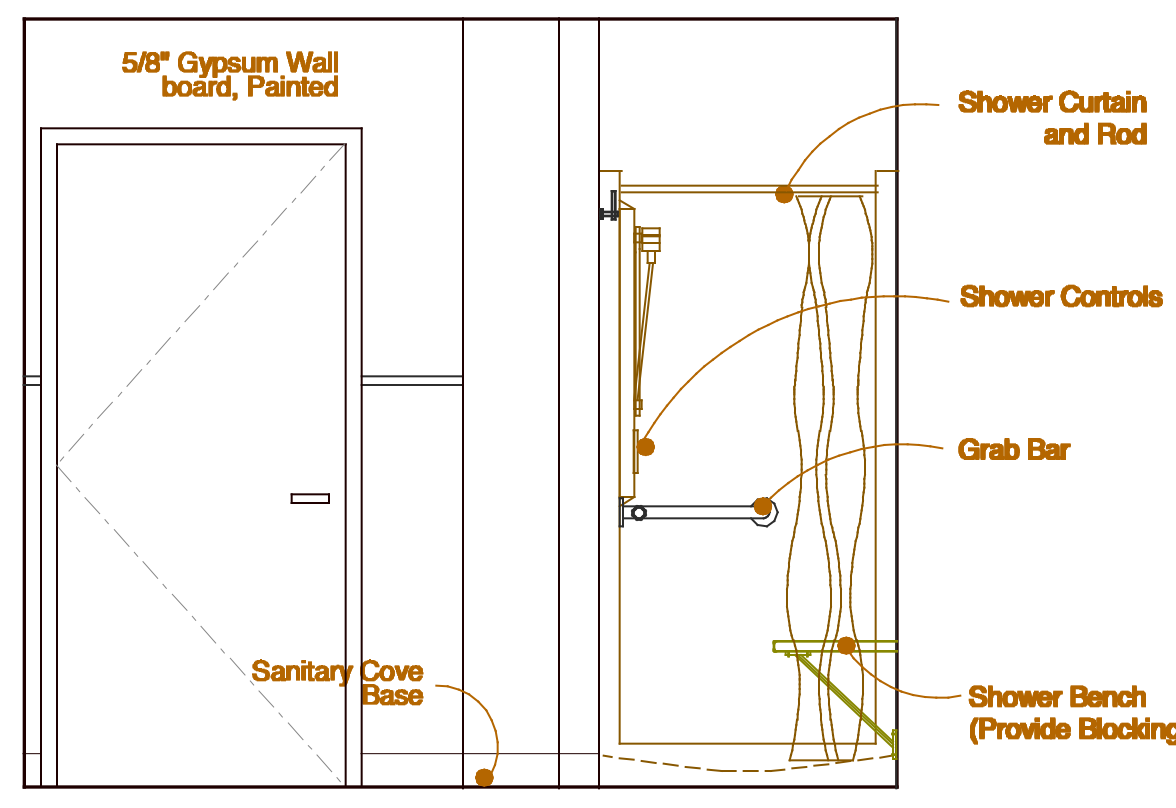 5/8" Gypsum Wall
board, Painted
Shower Curtain
and Rod
Shower Controls
Grab Bar
Sanitary Cove
Base
Shower Bench
(Provide Blocking